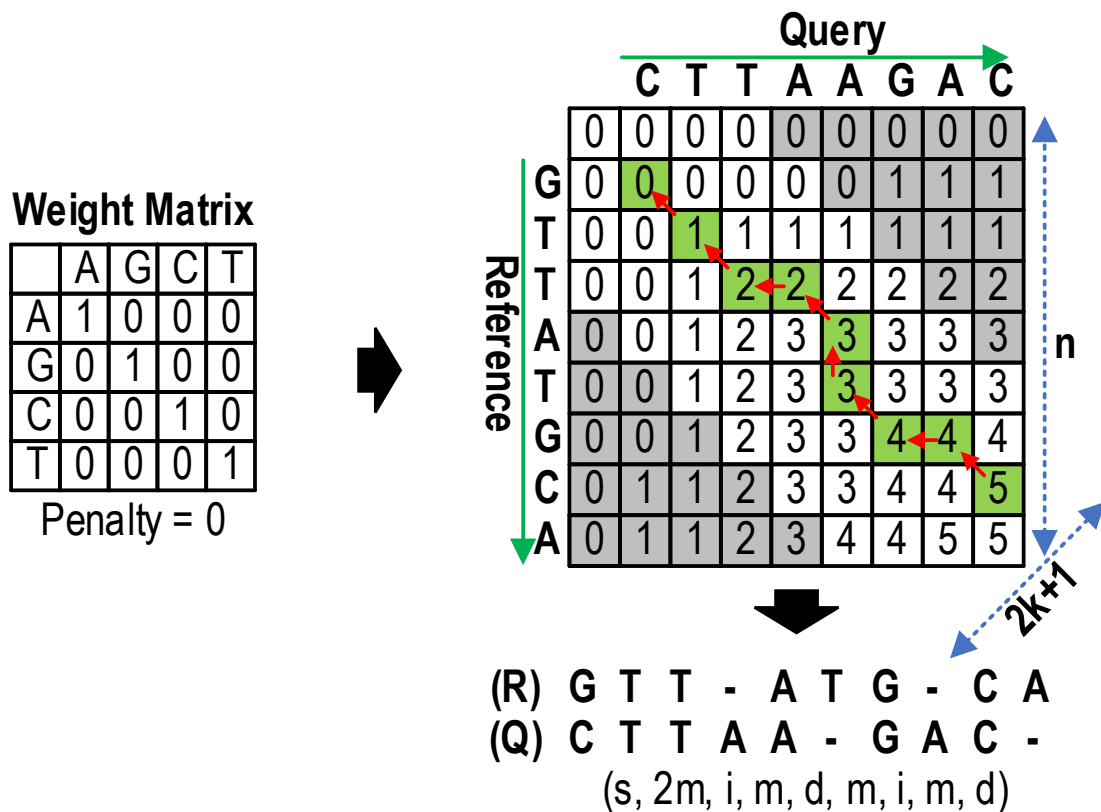 Query
C T T A A G A C
0 0 0 0 0 0 0 0 0
G 0 0 0 0 0 0 1 1 1
T 0 0 1 1 1 1 1 1 1
T 0 0 1 2 2 2 2 2 2
A 0 0 1 2 3 3 3 3 3
T 0 0 1 2 3 3 3 3 3
G 0 0 1 2 3 3 4 4 4
C 0 1 1 2 3 3 4 4 5
A 0 1 1 2 3 4 4 5 5
Reference
n
2k+1
Weight Matrix
A G C T
A 1 0 0 0
G 0 1 0 0
C 0 0 1 0
T 0 0 0 1
Penalty = 0
(R) G T T - A T G - C A
(Q) C T T A A - G A C -
(s, 2m, i, m, d, m, i, m, d)